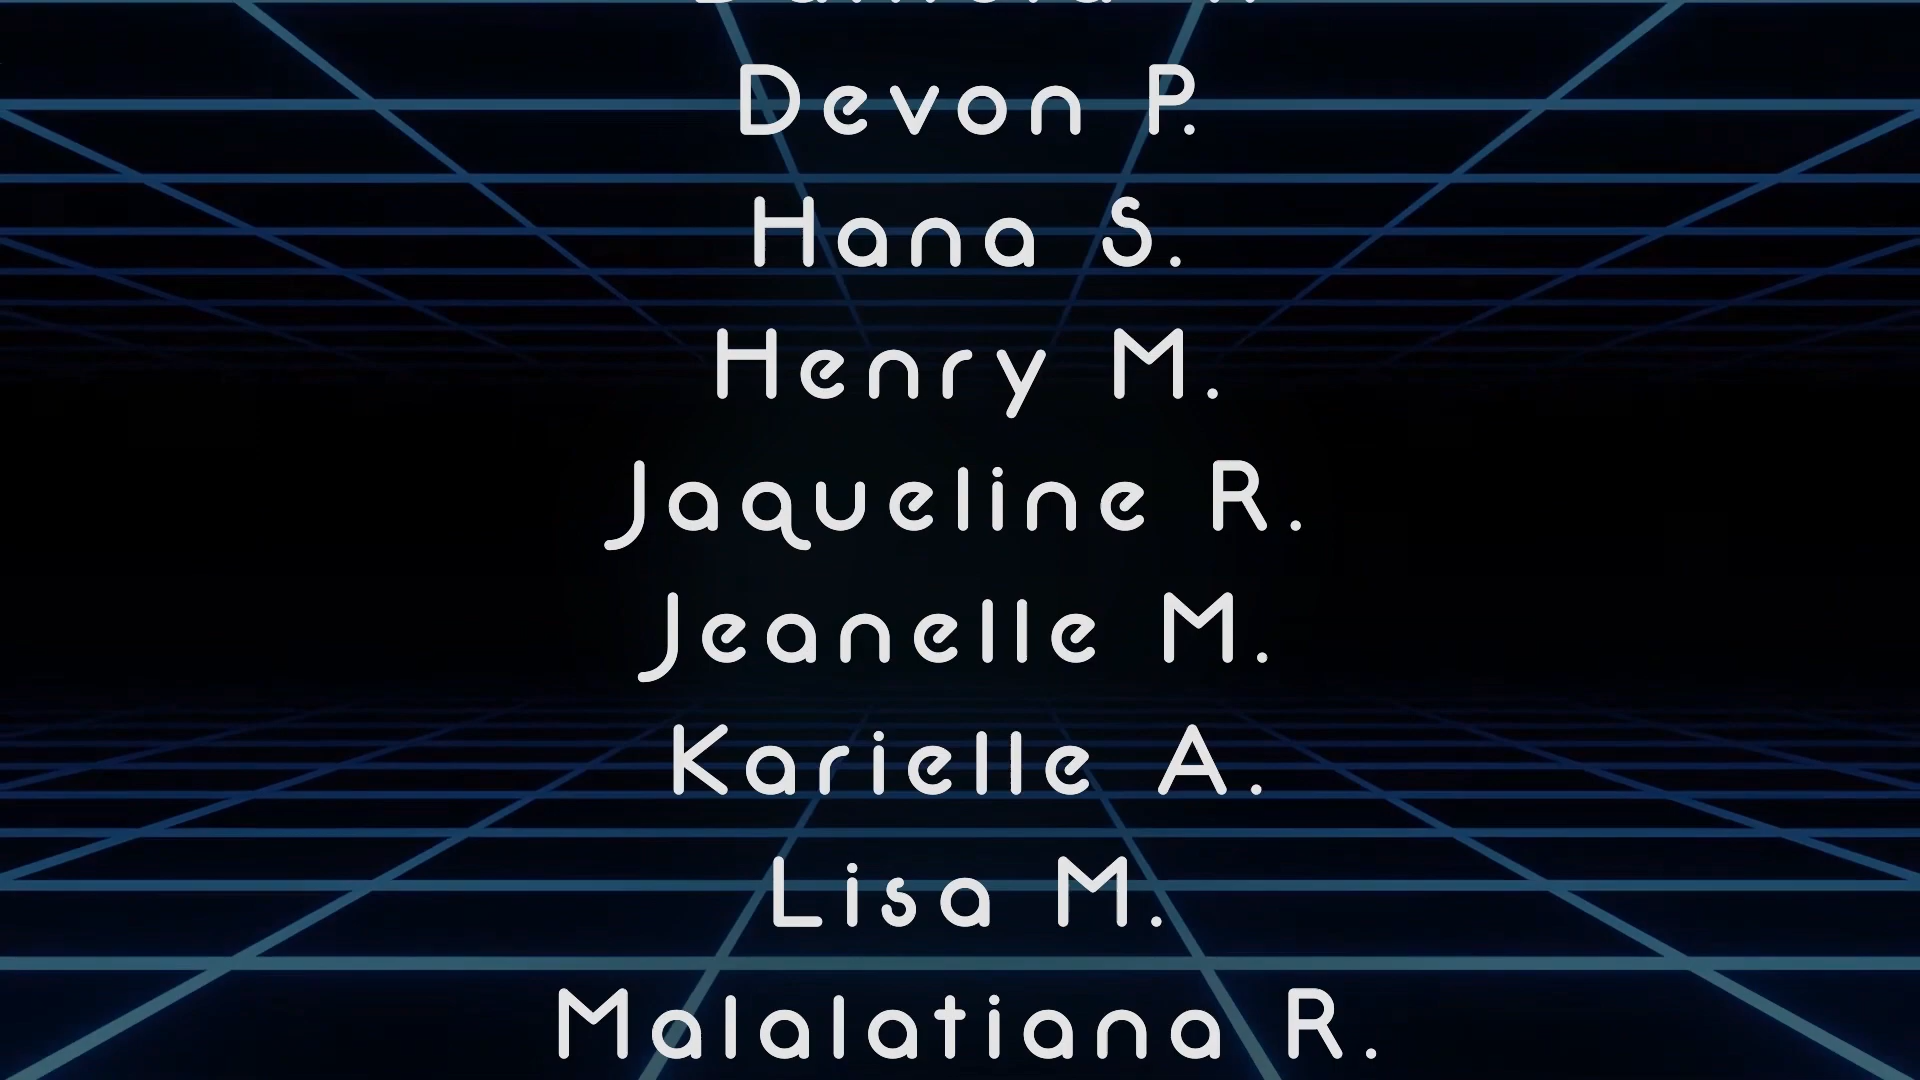 Devon P.
Hana S.
Henry M.
Jaqueline R.
Jeanelle M.
Karielle A.
Lisa M.
Malalatiana R.